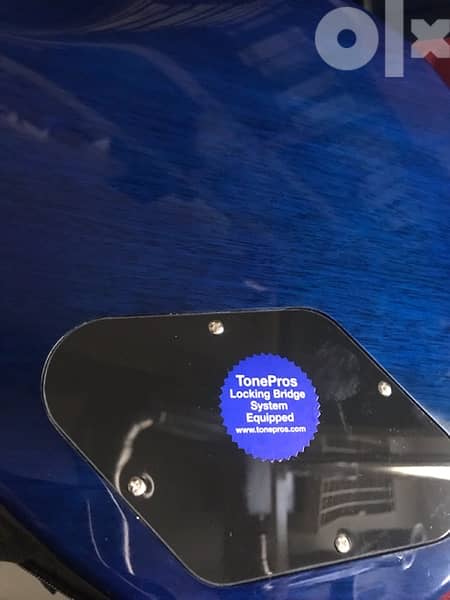 olx
TonePros
Locking Bridge
System
Equipped
www.tonepros.com